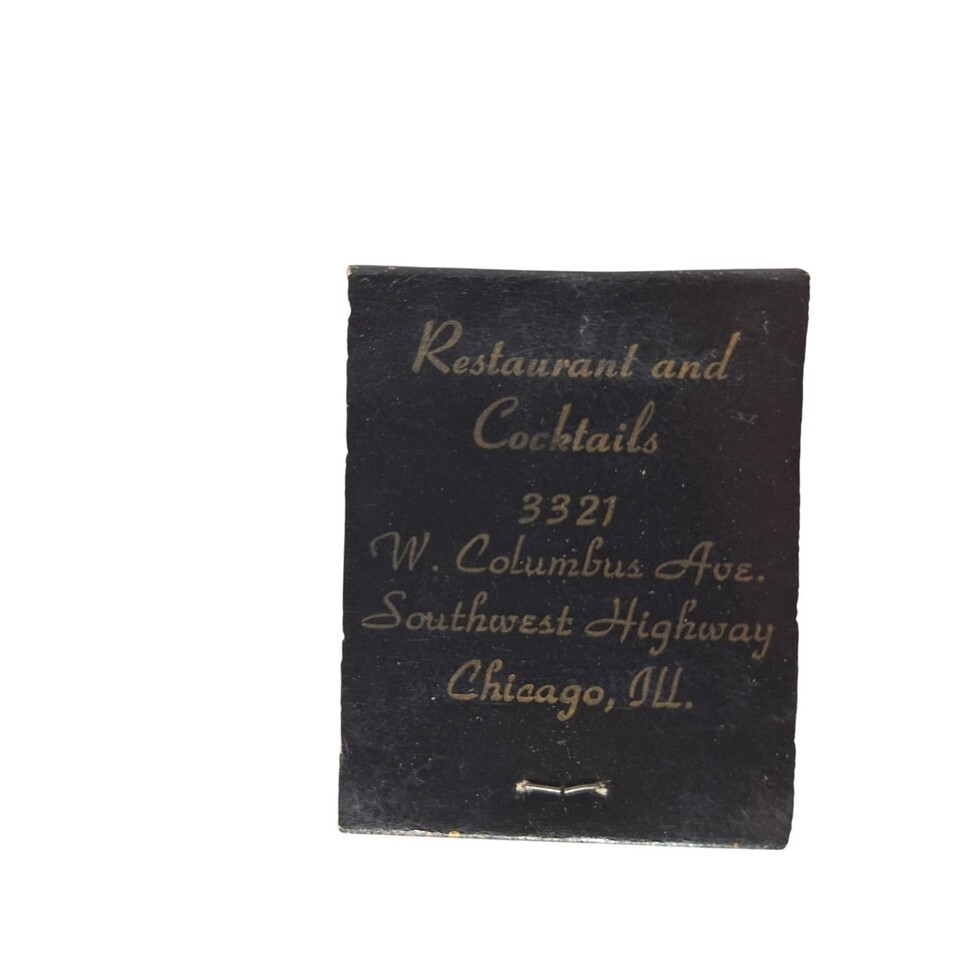 Restaurant and
Cocktails
3321
W. Columbus Ave.
Southwest Highway
Chicago, Ill.